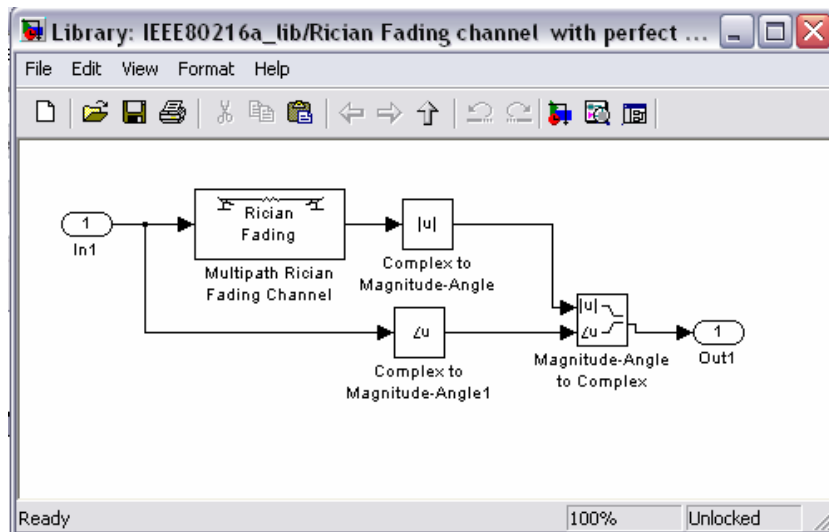 Library: IEEE80216a_lib/Rician Fading channel with perfect ...
File Edit View Format Help
1
In1
Rician
Fading
Multipath Rician
Fading Channel
|u|
Complex to
Magnitude-Angle
∠u
Complex to
Magnitude-Angle1
|u|
∠u
Magnitude-Angle
to Complex
1
Out1
Ready 100% Unlocked